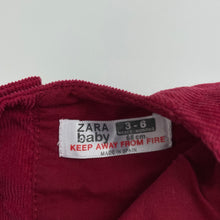 ZARA
baby
3-6
68 cm
KEEP AWAY FROM FIRE
MADE IN SPAIN